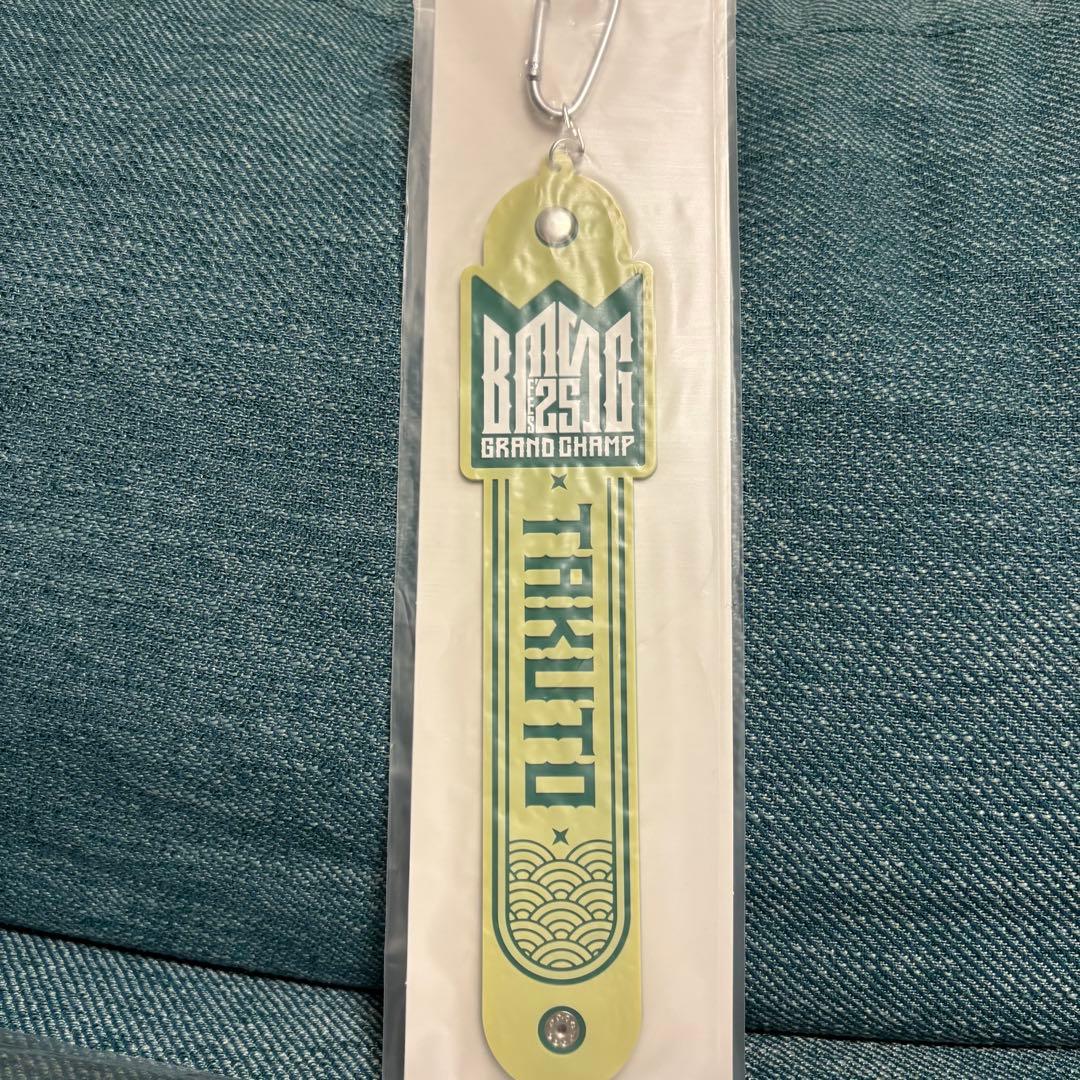 BMSG
FES
'25
GRAND CHAMP
TAKUTO